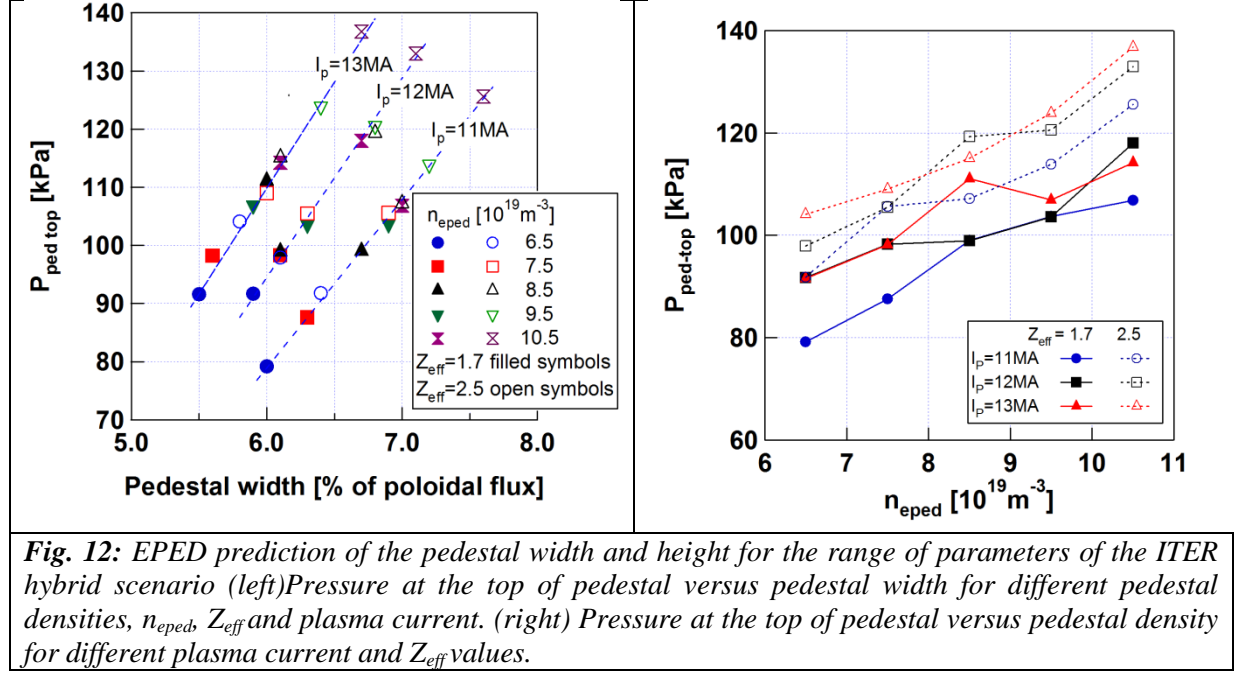 140
130
120
110
100
90
80
70
P_ped top [kPa]
5.0 6.0 7.0 8.0
Pedestal width [% of poloidal flux]
I_p=13MA
I_p=12MA
I_p=11MA
n_eped [10^19 m^-3]
6.5
7.5
8.5
9.5
10.5
Z_eff=1.7 filled symbols
Z_eff=2.5 open symbols
140
120
100
80
60
P_ped-top [kPa]
6 7 8 9 10 11
n_eped [10^19 m^-3]
Z_eff = 1.7 2.5
I_P=11MA
I_P=12MA
I_P=13MA
Fig. 12: EPED prediction of the pedestal width and height for the range of parameters of the ITER
hybrid scenario (left)Pressure at the top of pedestal versus pedestal width for different pedestal
densities, n_eped, Z_eff and plasma current. (right) Pressure at the top of pedestal versus pedestal density
for different plasma current and Z_eff values.